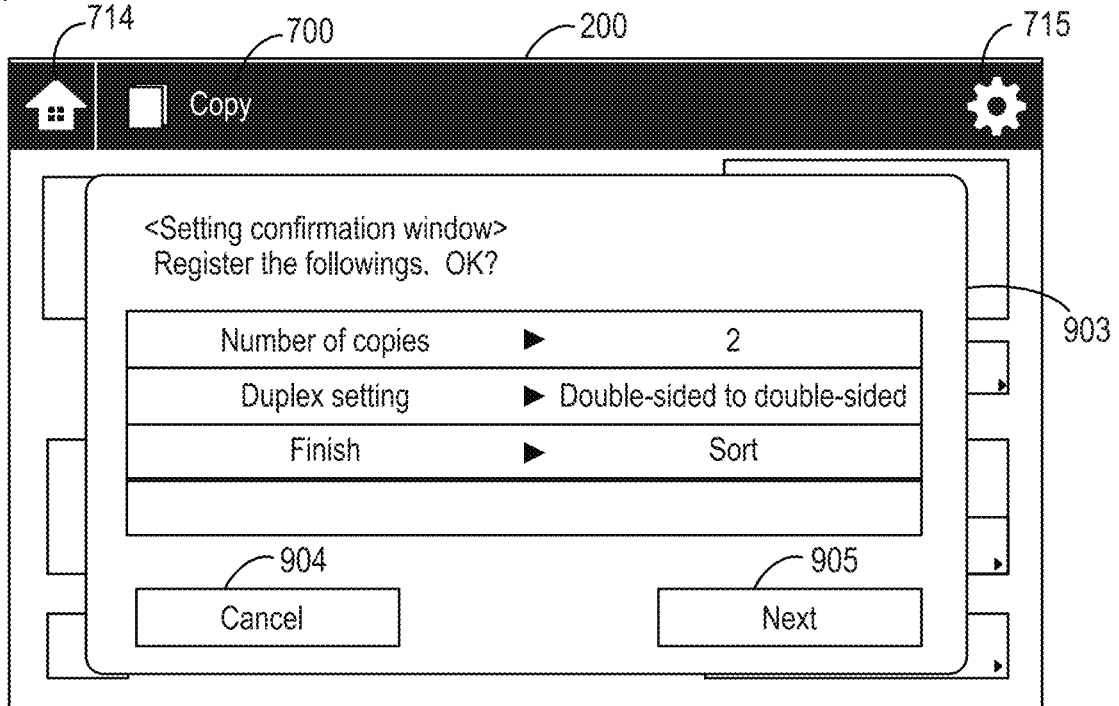 714 700 200 715
Copy
<Setting confirmation window>
Register the followings. OK?
903
Number of copies ▶ 2
Duplex setting ▶ Double-sided to double-sided
Finish ▶ Sort
904 905
Cancel Next